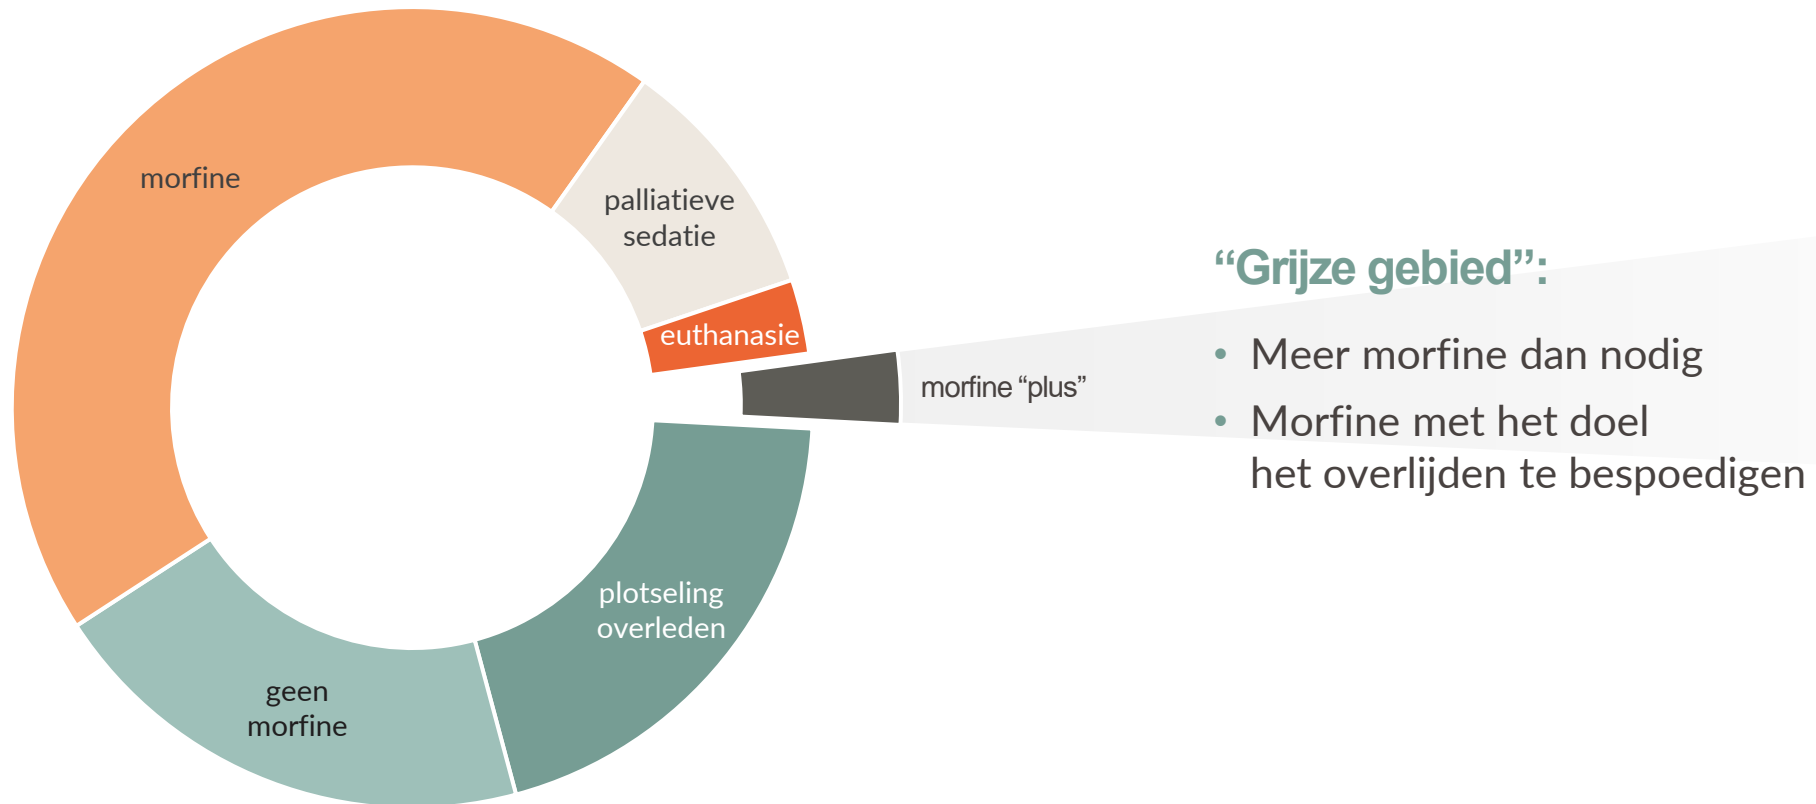 morfine
palliatieve
sedatie
euthanasie
morfine “plus”
plotseling
overleden
geen
morfine
“Grijze gebied”:
• Meer morfine dan nodig
• Morfine met het doel
het overlijden te bespoedigen